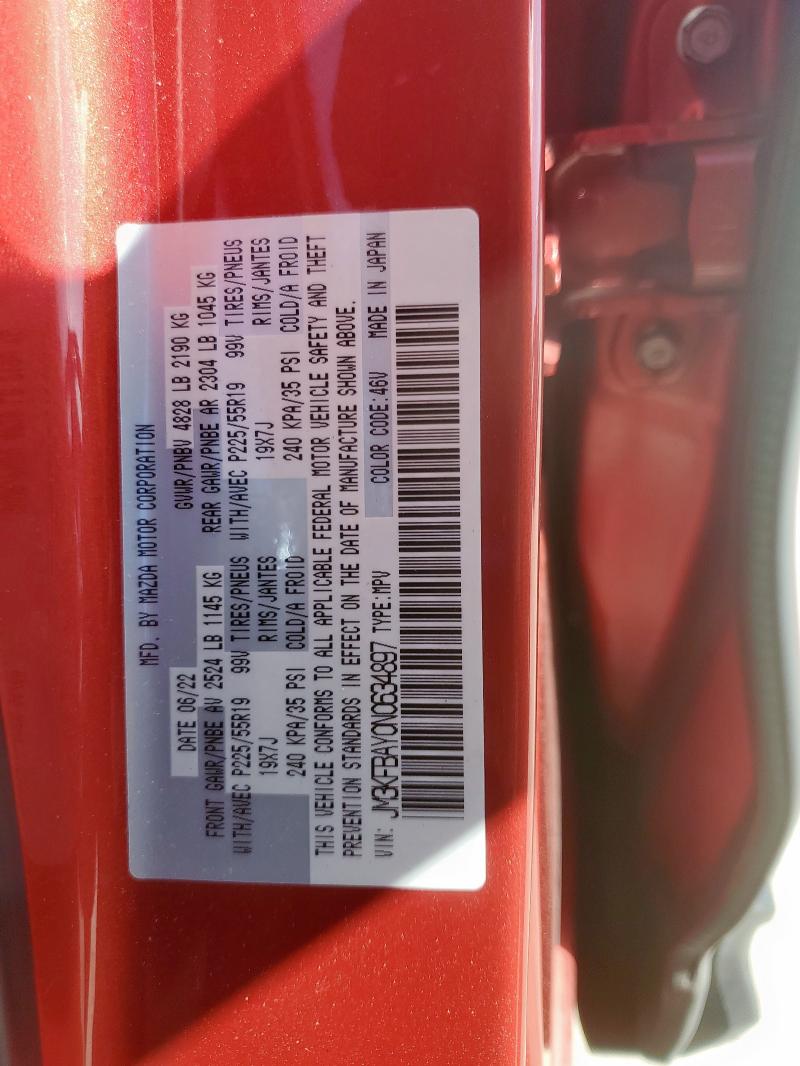 MFD. BY MAZDA MOTOR CORPORATION
DATE 06/22 GVWR/PNBV 4828 LB 2190 KG
FRONT GAWR/PNBE AV 2524 LB 1145 KG REAR GAWR/PNBE AR 2304 LB 1045 KG
WITH/AVEC P225/55R19 99V TIRES/PNEUS WITH/AVEC P225/55R19 99V TIRES/PNEUS
19X7J RIMS/JANTES 19X7J RIMS/JANTES
240 KPA/35 PSI COLD/A FROID 240 KPA/35 PSI COLD/A FROID
THIS VEHICLE CONFORMS TO ALL APPLICABLE FEDERAL MOTOR VEHICLE SAFETY AND THEFT
PREVENTION STANDARDS IN EFFECT ON THE DATE OF MANUFACTURE SHOWN ABOVE.
VIN: JM3KFBAY0N0634897 TYPE:MPV COLOR CODE:46V MADE IN JAPAN